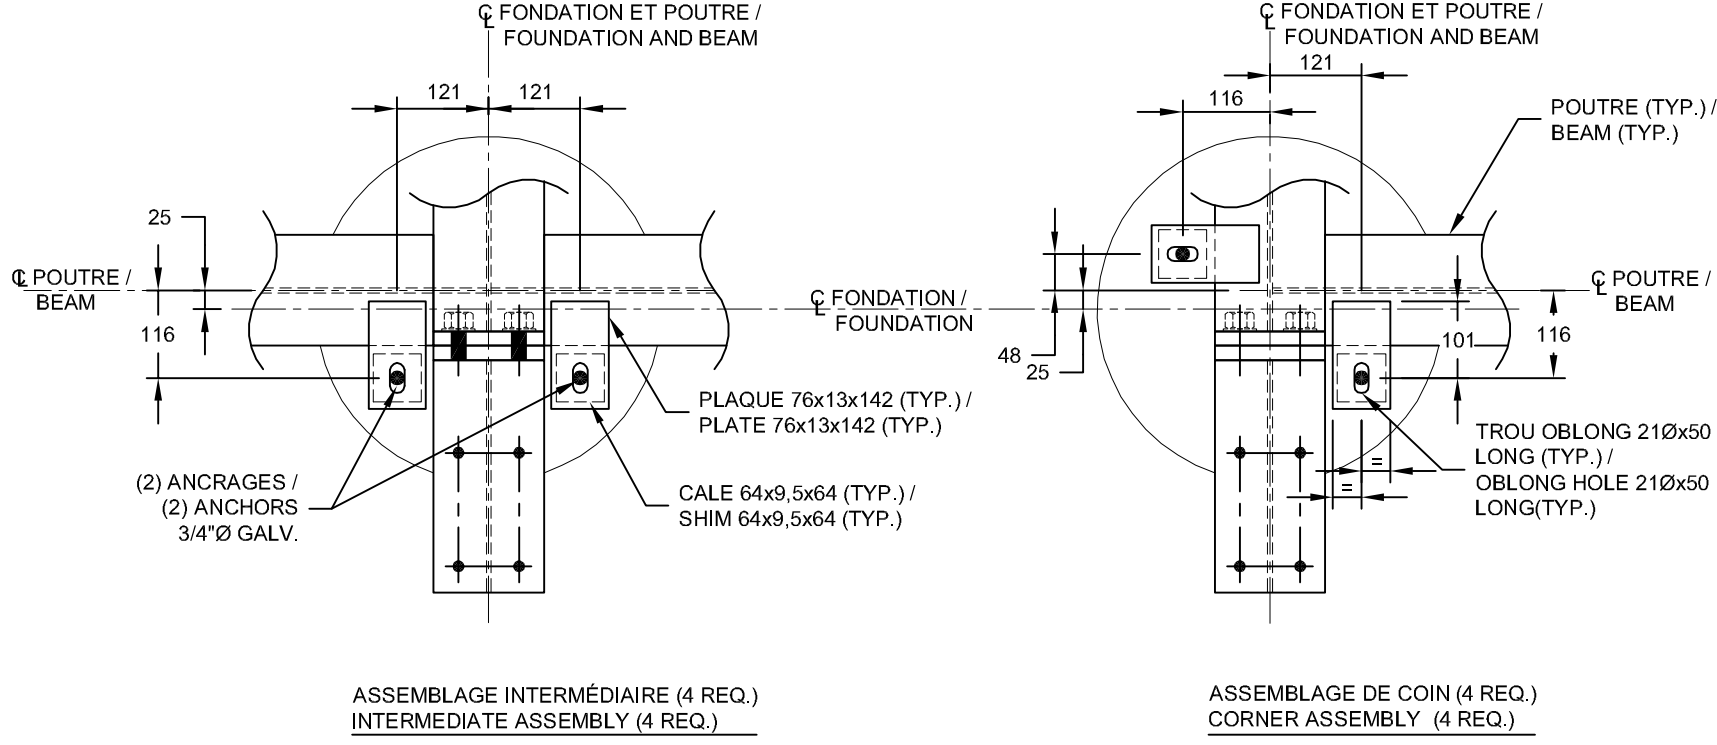 ℄ FONDATION ET POUTRE /
FOUNDATION AND BEAM
121
121
25
℄ POUTRE /
BEAM
116
(2) ANCRAGES /
(2) ANCHORS
3/4"Ø GALV.
PLAQUE 76x13x142 (TYP.) /
PLATE 76x13x142 (TYP.)
CALE 64x9,5x64 (TYP.) /
SHIM 64x9,5x64 (TYP.)
ASSEMBLAGE INTERMÉDIAIRE (4 REQ.)
INTERMEDIATE ASSEMBLY (4 REQ.)
℄ FONDATION ET POUTRE /
FOUNDATION AND BEAM
121
116
POUTRE (TYP.) /
BEAM (TYP.)
℄ FONDATION /
FOUNDATION
℄ POUTRE /
BEAM
48
25
101
116
=
=
TROU OBLONG 21Øx50
LONG (TYP.) /
OBLONG HOLE 21Øx50
LONG(TYP.)
ASSEMBLAGE DE COIN (4 REQ.)
CORNER ASSEMBLY (4 REQ.)